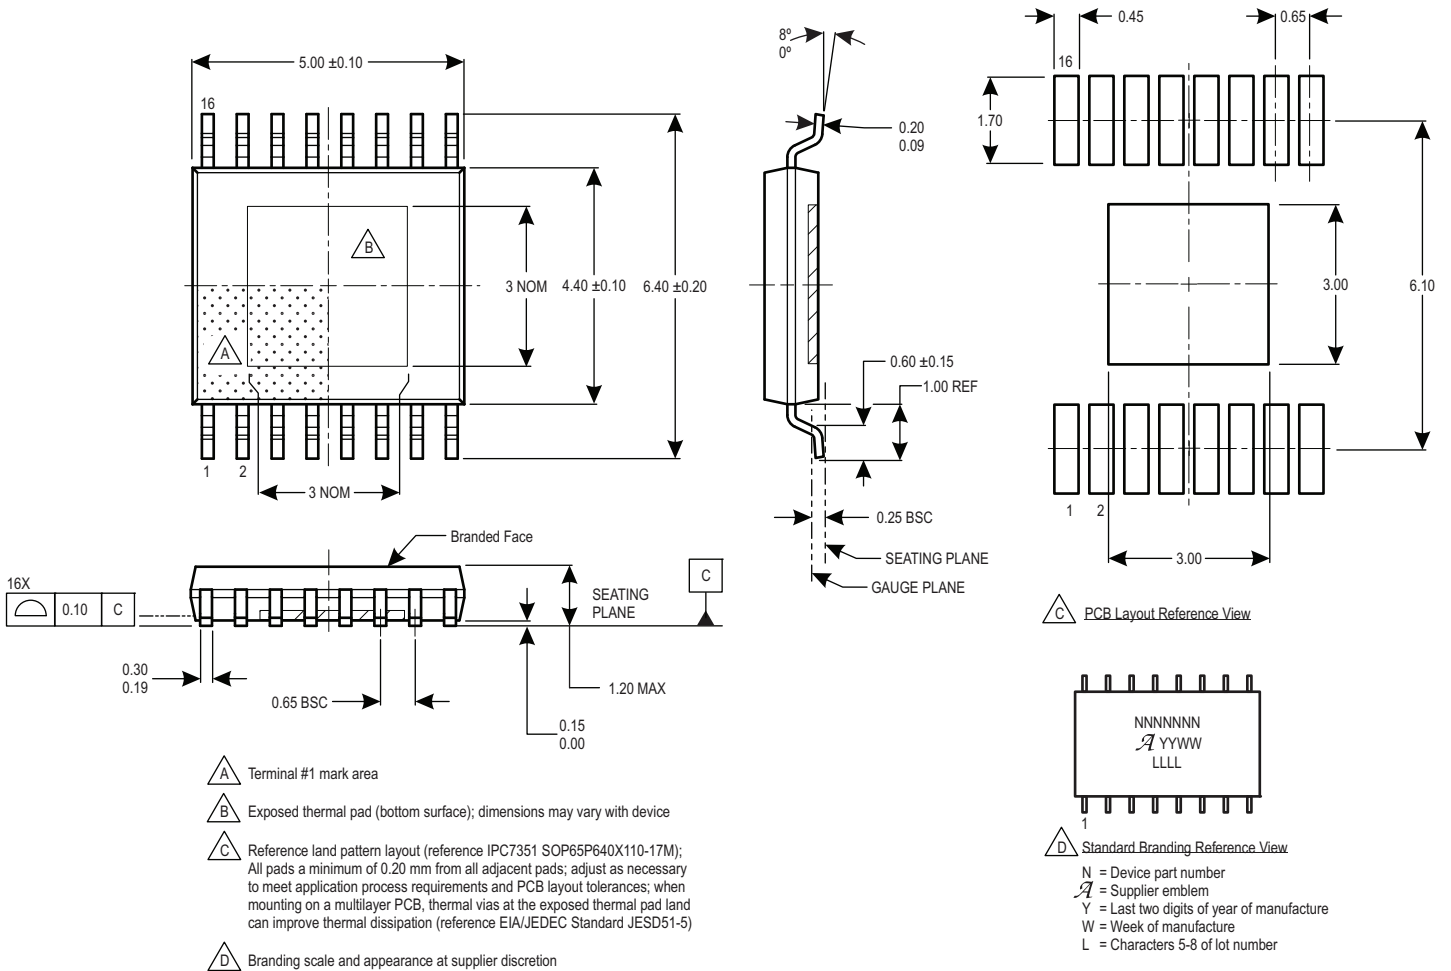 5.00 ±0.10
16
B
A
3 NOM
4.40 ±0.10
6.40 ±0.20
1
2
3 NOM
8º
0º
0.20
0.09
0.60 ±0.15
1.00 REF
0.25 BSC
SEATING PLANE
GAUGE PLANE
0.45
0.65
16
1.70
3.00
6.10
1
2
3.00
C PCB Layout Reference View
Branded Face
16X
0.10 C
SEATING
PLANE
C
0.30
0.19
0.65 BSC
1.20 MAX
0.15
0.00
A Terminal #1 mark area
B Exposed thermal pad (bottom surface); dimensions may vary with device
C Reference land pattern layout (reference IPC7351 SOP65P640X110-17M);
All pads a minimum of 0.20 mm from all adjacent pads; adjust as necessary
to meet application process requirements and PCB layout tolerances; when
mounting on a multilayer PCB, thermal vias at the exposed thermal pad land
can improve thermal dissipation (reference EIA/JEDEC Standard JESD51-5)
D Branding scale and appearance at supplier discretion
NNNNNNN
A YYWW
LLLL
1
D Standard Branding Reference View
N = Device part number
A = Supplier emblem
Y = Last two digits of year of manufacture
W = Week of manufacture
L = Characters 5-8 of lot number